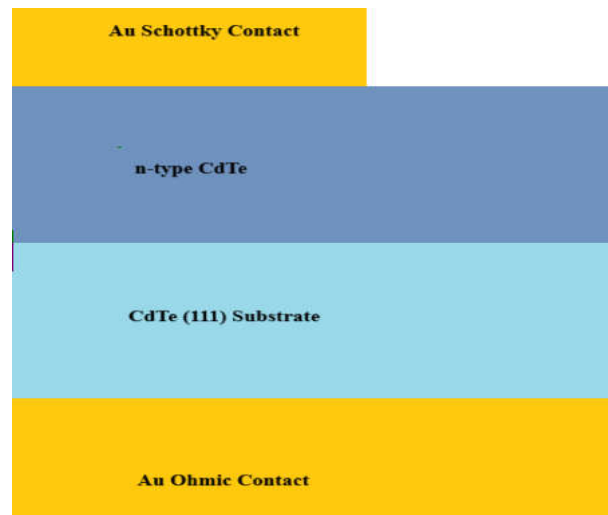 Au Schottky Contact
n-type CdTe
CdTe (111) Substrate
Au Ohmic Contact